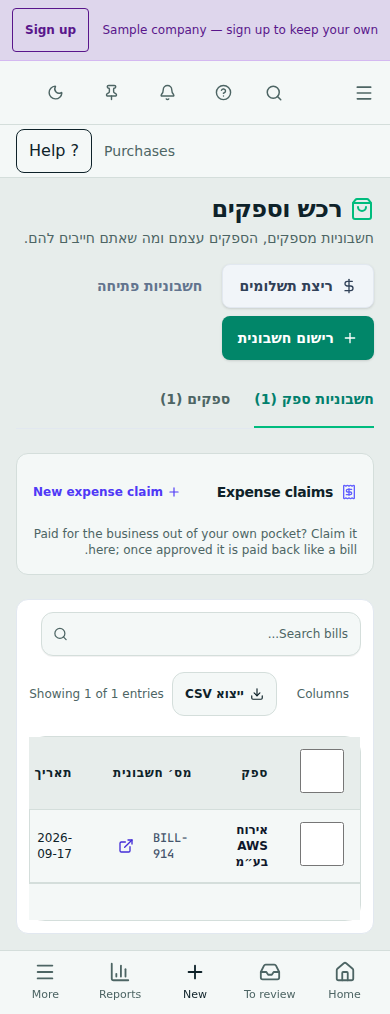 Sample company — sign up to keep your own
Sign up
Purchases
Help ?
רכש וספקים
חשבוניות מספקים, הספקים עצמם ומה שאתם חייבים להם.
ריצת תשלומים
חשבוניות פתיחה
רישום חשבונית
חשבוניות ספק (1)
ספקים (1)
Expense claims
New expense claim
Paid for the business out of your own pocket? Claim it
.here; once approved it is paid back like a bill
...Search bills
Columns
ייצוא CSV
Showing 1 of 1 entries
ספק
מס׳ חשבונית
תאריך
אירוח
AWS
בע״מ
BILL-
914
2026-
09-17
Home
To review
New
Reports
More